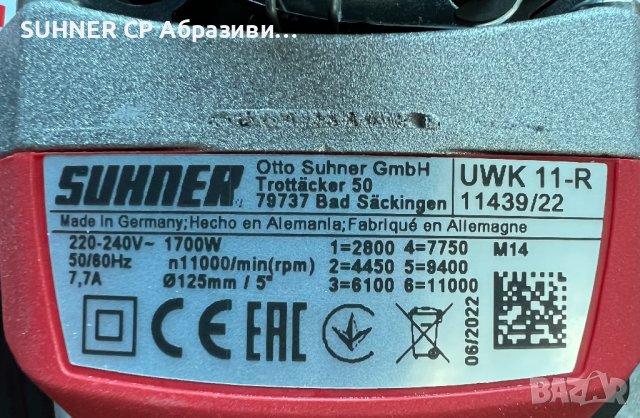 SUHNER СР Абразиви...
SUHNER
Otto Suhner GmbH
Trottäcker 50
79737 Bad Säckingen
UWK 11-R
11439/22
Made in Germany;Hecho en Alemania;Fabriqué en Allemagne
220-240V~ 1700W
50/60Hz n11000/min(rpm)
7,7A Ø125mm / 5"
1=2800 4=7750 M14
2=4450 5=9400
3=6100 6=11000
CE EAC
06/2022
BAZAR